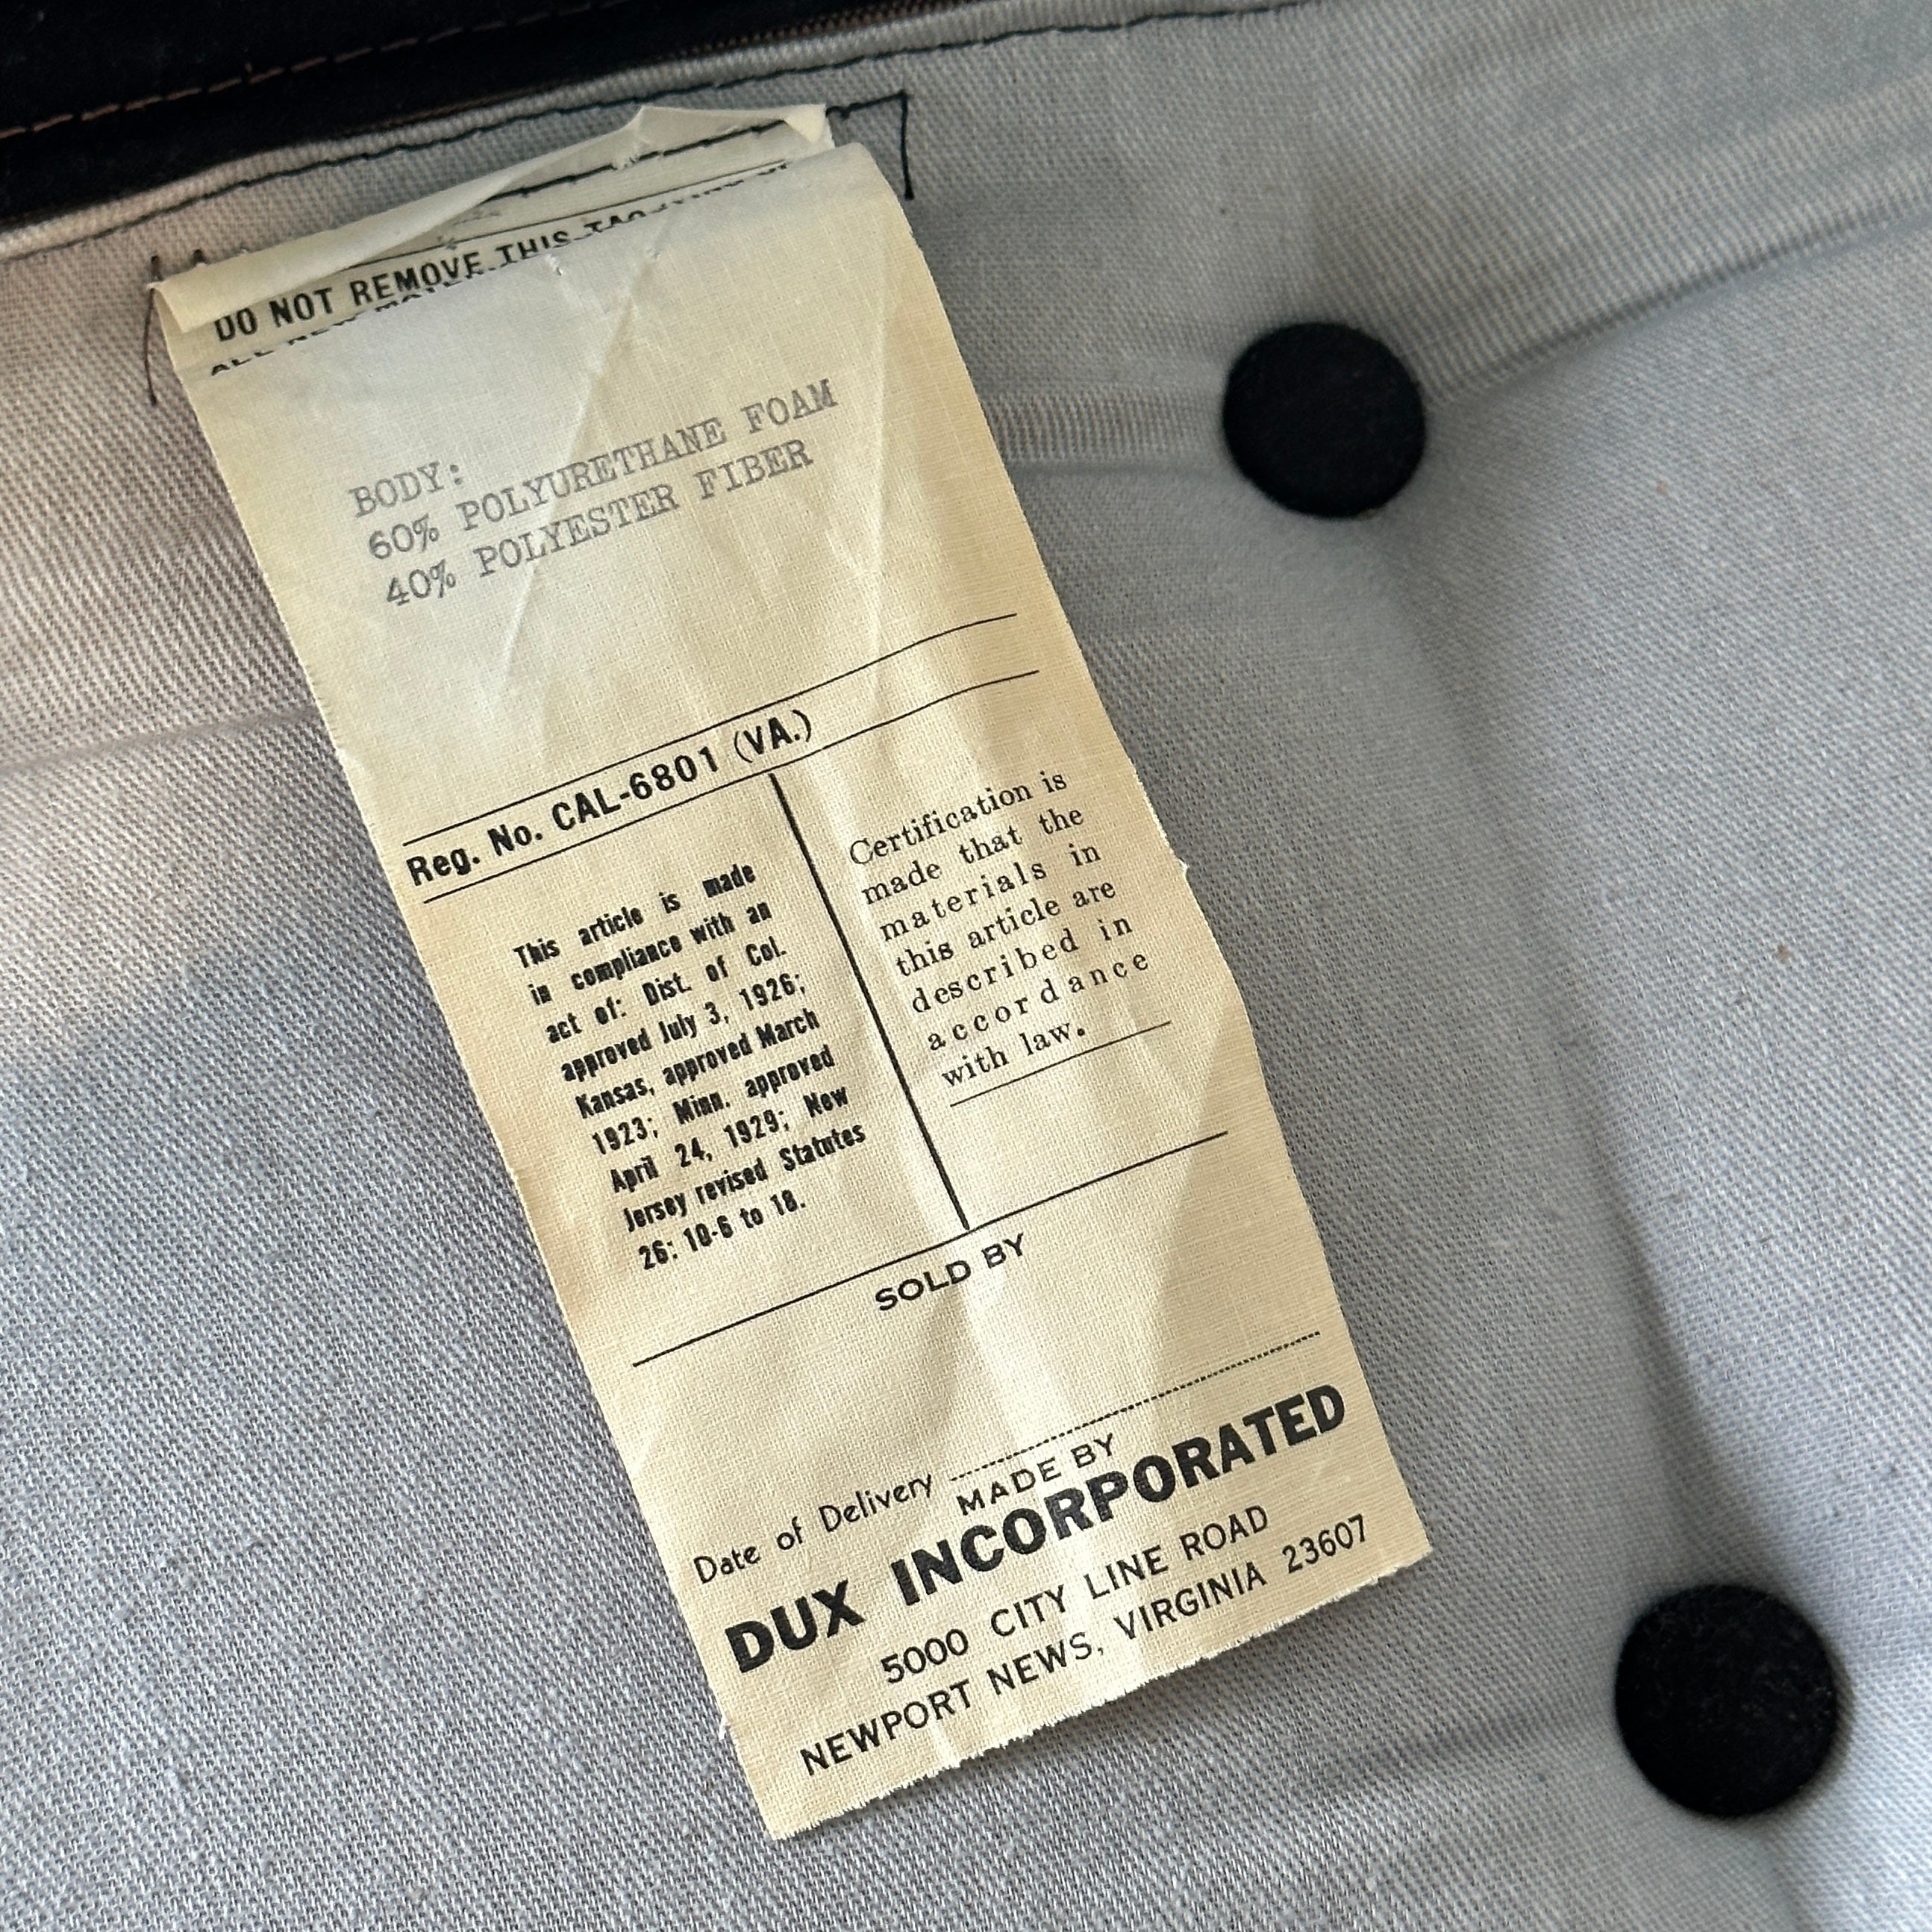 DO NOT REMOVE THIS TAG
ALL NEW
BODY:
60% POLYURETHANE FOAM
40% POLYESTER FIBER
Reg. No. CAL-6801 (VA.)
This article is made
in compliance with an
act of: Dist. of Col.
approved July 3, 1926;
Kansas, approved March
1923; Minn. approved
April 24, 1929; New
Jersey revised Statutes
26: 10-6 to 18.
Certification is
made that the
materials in
this article are
described in
accordance
with law.
SOLD BY
Date of Delivery
MADE BY
DUX INCORPORATED
5000 CITY LINE ROAD
NEWPORT NEWS, VIRGINIA 23607